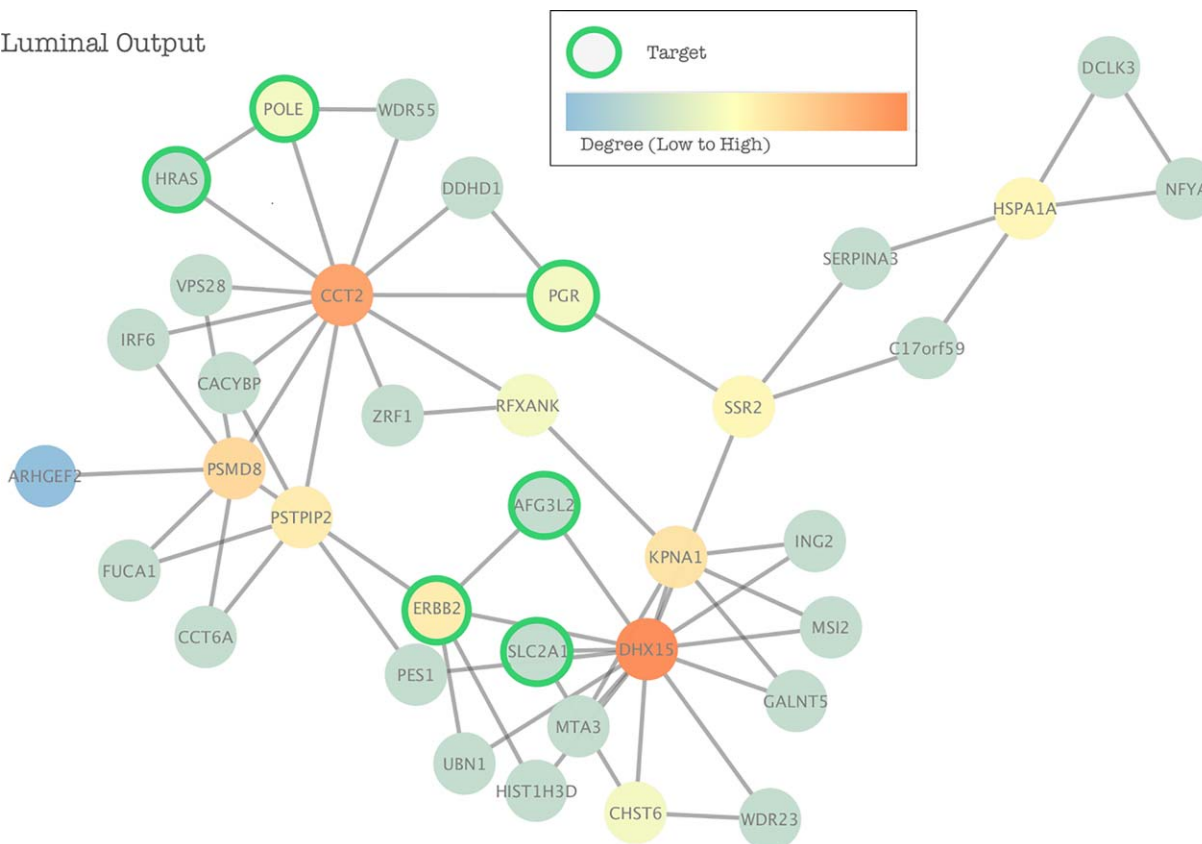 Luminal Output
Target
Degree (Low to High)
DCLK3
POLE
WDR55
HRAS
DDHD1
NFYA
HSPA1A
SERPINA3
VPS28
CCT2
PGR
IRF6
C17orf59
CACYBP
ZRF1
RFXANK
SSR2
ARHGEF2
PSMD8
PSTPIP2
AFG3L2
KPNA1
ING2
FUCA1
ERBB2
MSI2
CCT6A
SLC2A1
DHX15
PES1
GALNT5
MTA3
UBN1
HIST1H3D
CHST6
WDR23